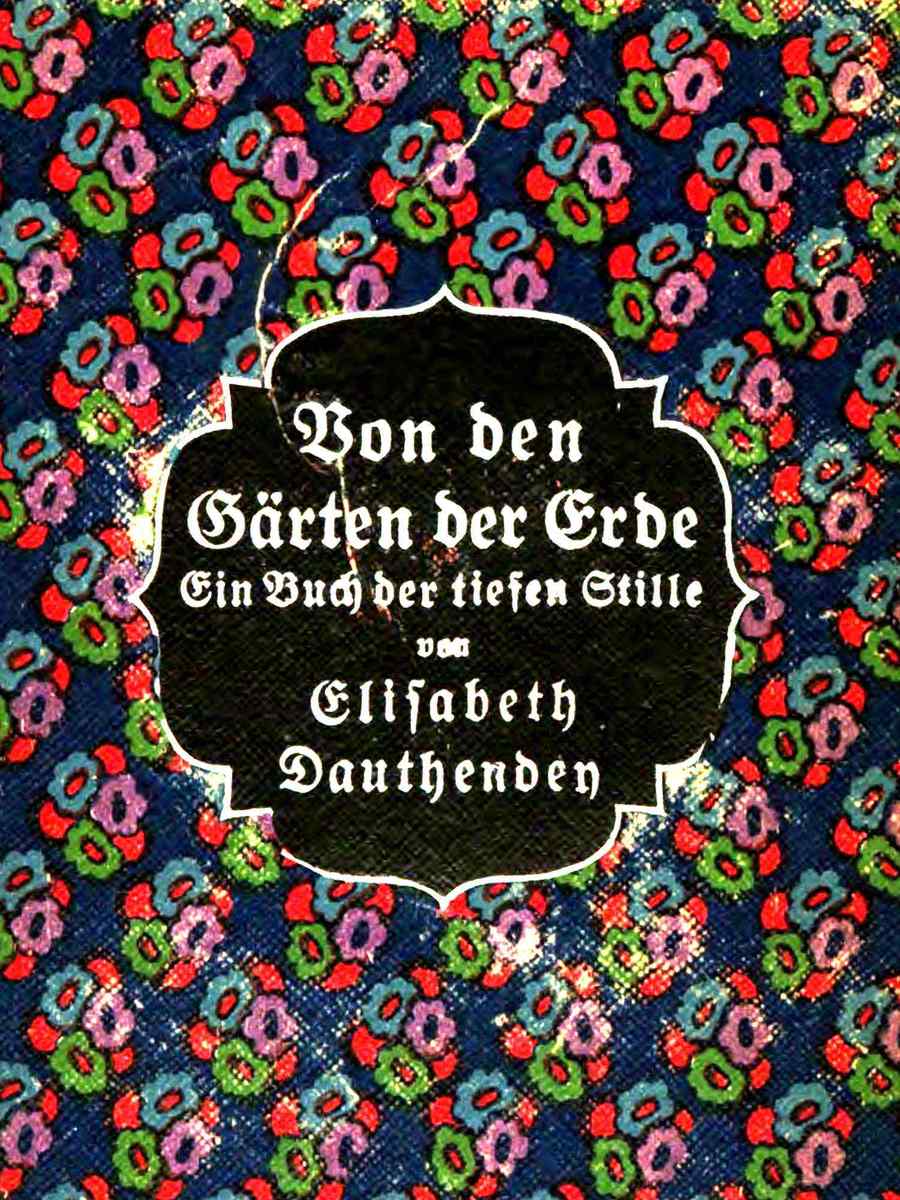 Von den
Gärten der Erde
Ein Buch der tiefen Stille
von
Eliſabeth
Dauthendey